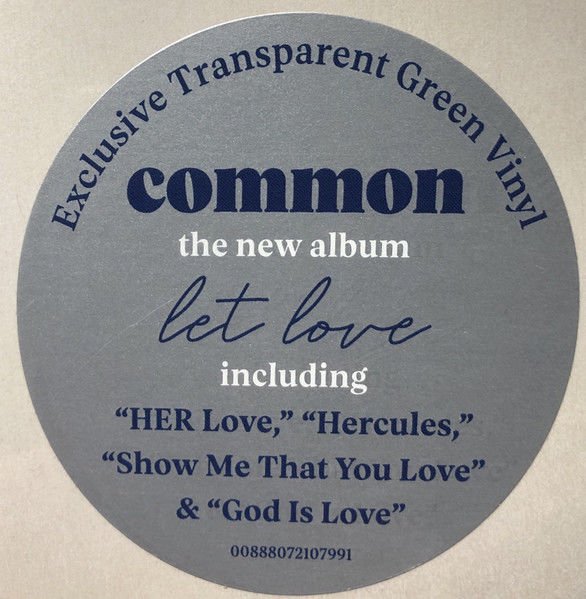 Exclusive Transparent Green Vinyl
common
the new album
let love
including
“HER Love,” “Hercules,”
“Show Me That You Love”
& “God Is Love”
00888072107991